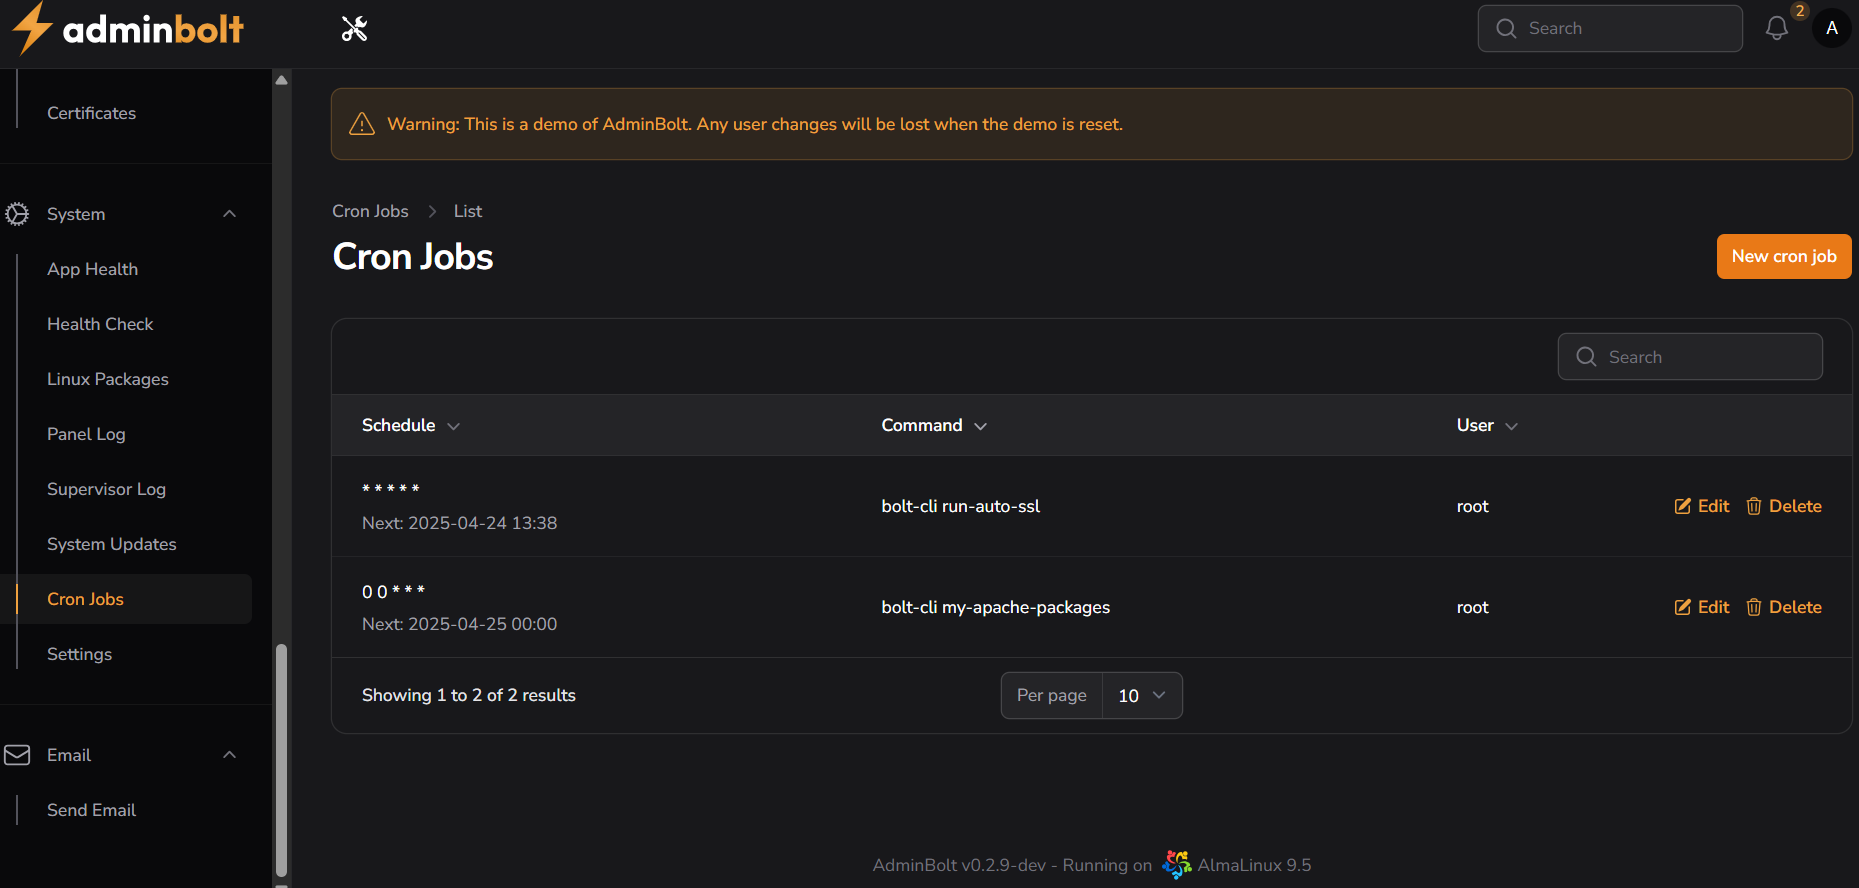 adminbolt
Search
2
A
Certificates
System
App Health
Health Check
Linux Packages
Panel Log
Supervisor Log
System Updates
Cron Jobs
Settings
Email
Send Email
Warning: This is a demo of AdminBolt. Any user changes will be lost when the demo is reset.
Cron Jobs > List
Cron Jobs
New cron job
Search
Schedule Command User
* * * * *
Next: 2025-04-24 13:38
bolt-cli run-auto-ssl
root
Edit Delete
0 0 * * *
Next: 2025-04-25 00:00
bolt-cli my-apache-packages
root
Edit Delete
Showing 1 to 2 of 2 results
Per page 10
AdminBolt v0.2.9-dev - Running on AlmaLinux 9.5